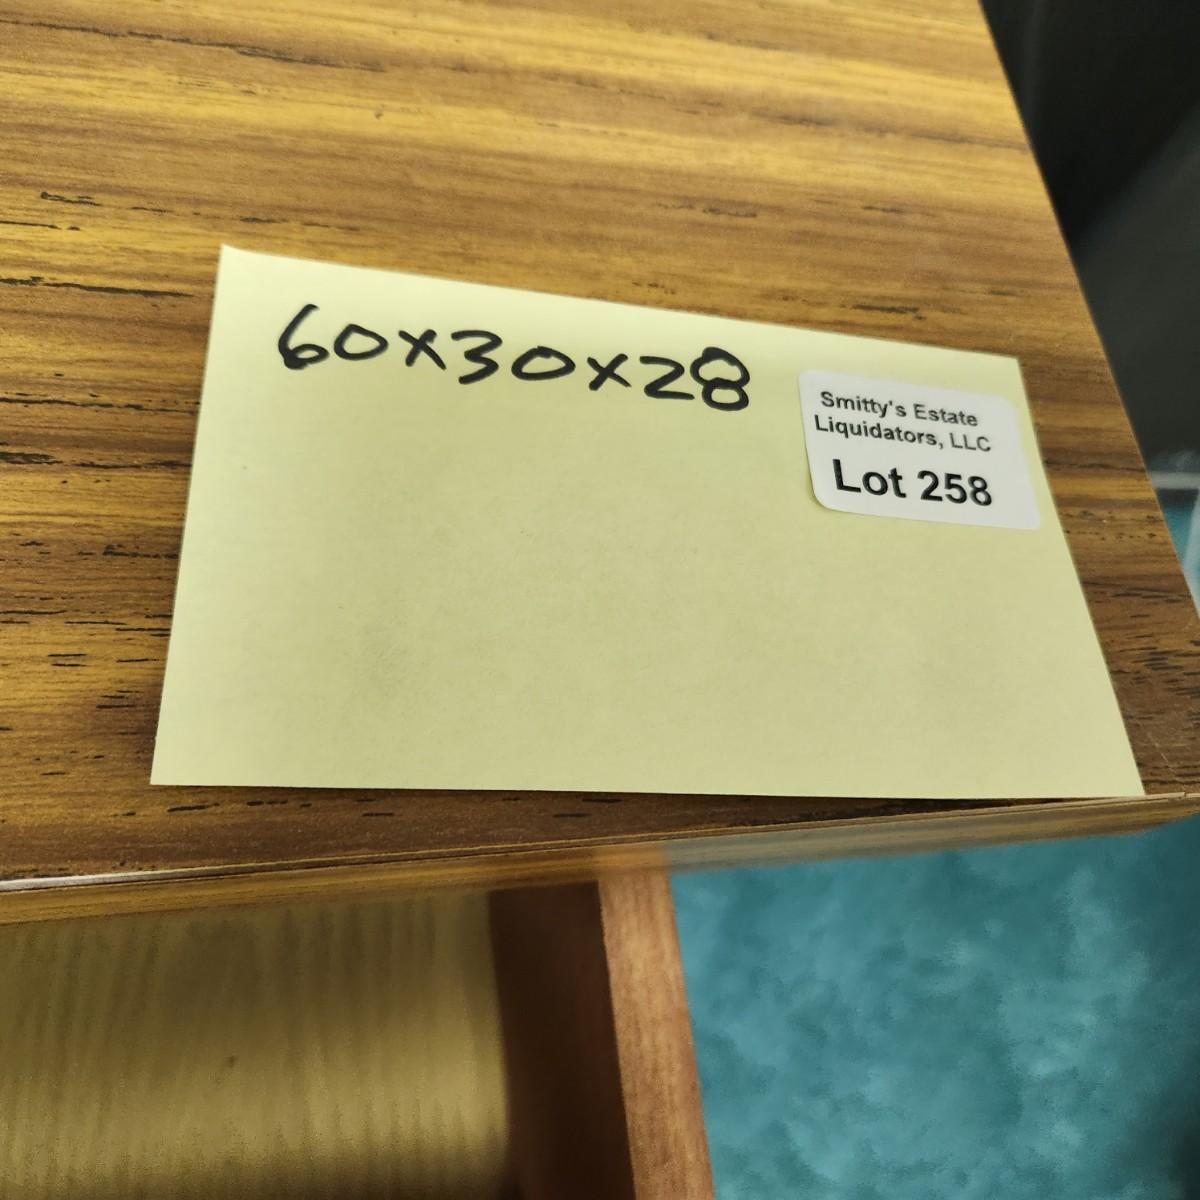 60x30x28
Smitty's Estate
Liquidators, LLC
Lot 258